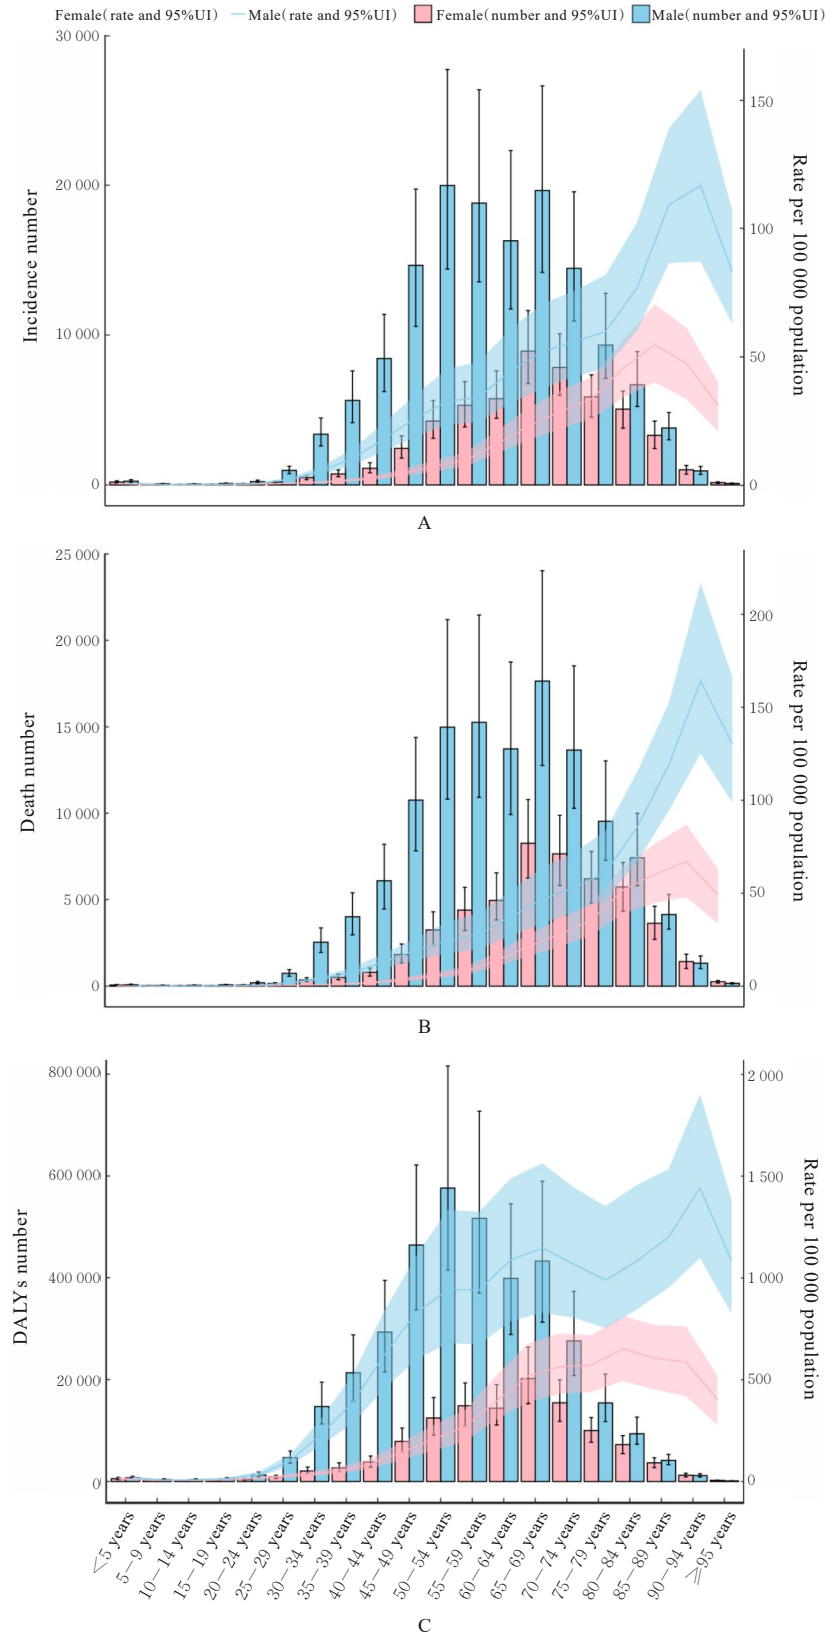 Female(rate and 95%UI) Male(rate and 95%UI) Female(number and 95%UI) Male(number and 95%UI)
30 000
20 000
10 000
0
Incidence number
150
100
50
0
Rate per 100 000 population
A
25 000
20 000
15 000
10 000
5 000
0
Death number
200
150
100
50
0
Rate per 100 000 population
B
800 000
600 000
400 000
20 000
0
DALYs number
2 000
1 500
1 000
500
0
Rate per 100 000 population
<5 years
5—9 years
10—14 years
15—19 years
20—24 years
25—29 years
30—34 years
35—39 years
40—44 years
45—49 years
50—54 years
55—59 years
60—64 years
65—69 years
70—74 years
75—79 years
80—84 years
85—89 years
90—94 years
≥95 years
C